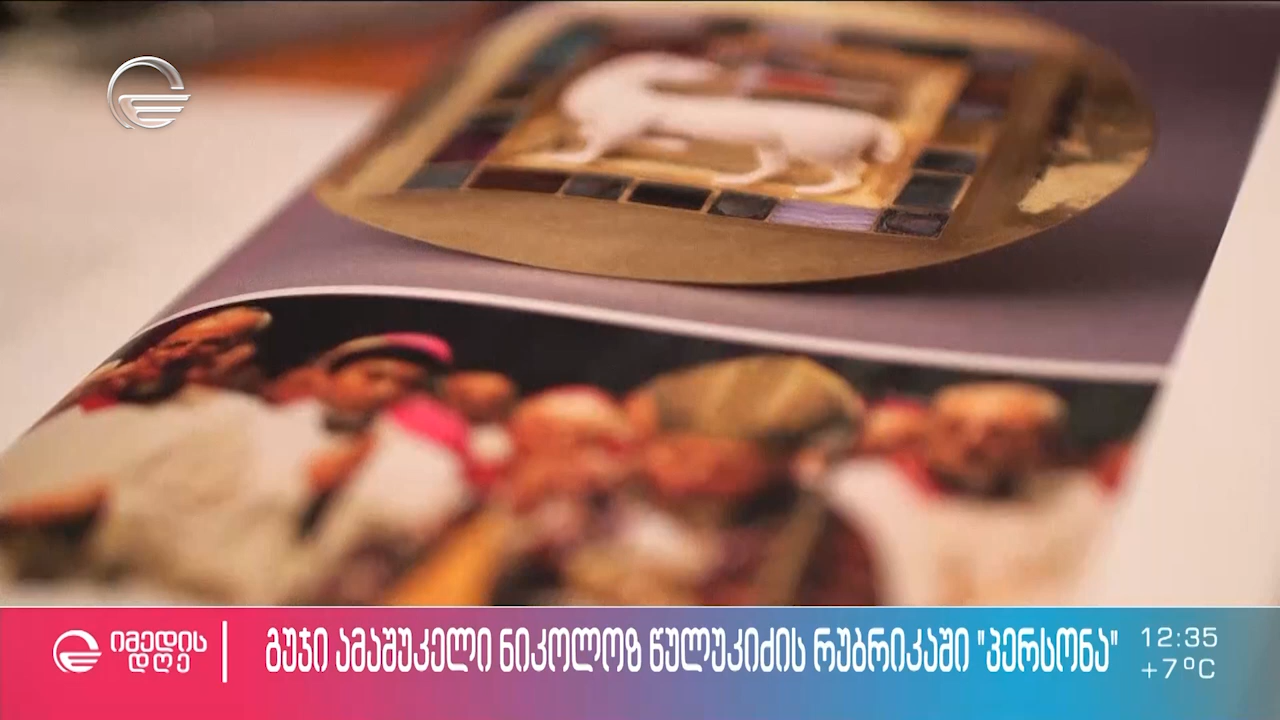 იმედის
დღე
გუჯი ამაშუკელი ნიკოლოზ წულუკიძის რუბრიკაში "პერსონა"
12:35
+7°C